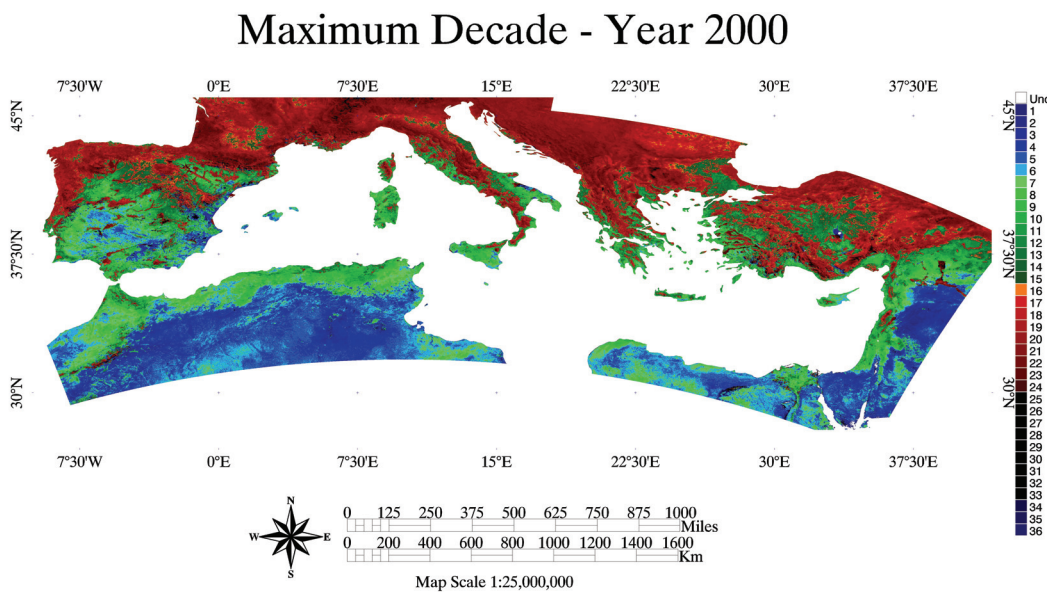 Maximum Decade - Year 2000
7°30'W 0°E 7°30'E 15°E 22°30'E 30°E 37°30'E
45°N 45°N
37°30'N 37°30'N
30°N 30°N
Unc
1
2
3
4
5
6
7
8
9
10
11
12
13
14
15
16
17
18
19
20
21
22
23
24
25
26
27
28
29
30
31
32
33
34
35
36
7°30'W 0°E 7°30'E 15°E 22°30'E 30°E 37°30'E
N
W E
S
0 125 250 375 500 625 750 875 1000
Miles
0 200 400 600 800 1000 1200 1400 1600
Km
Map Scale 1:25,000,000